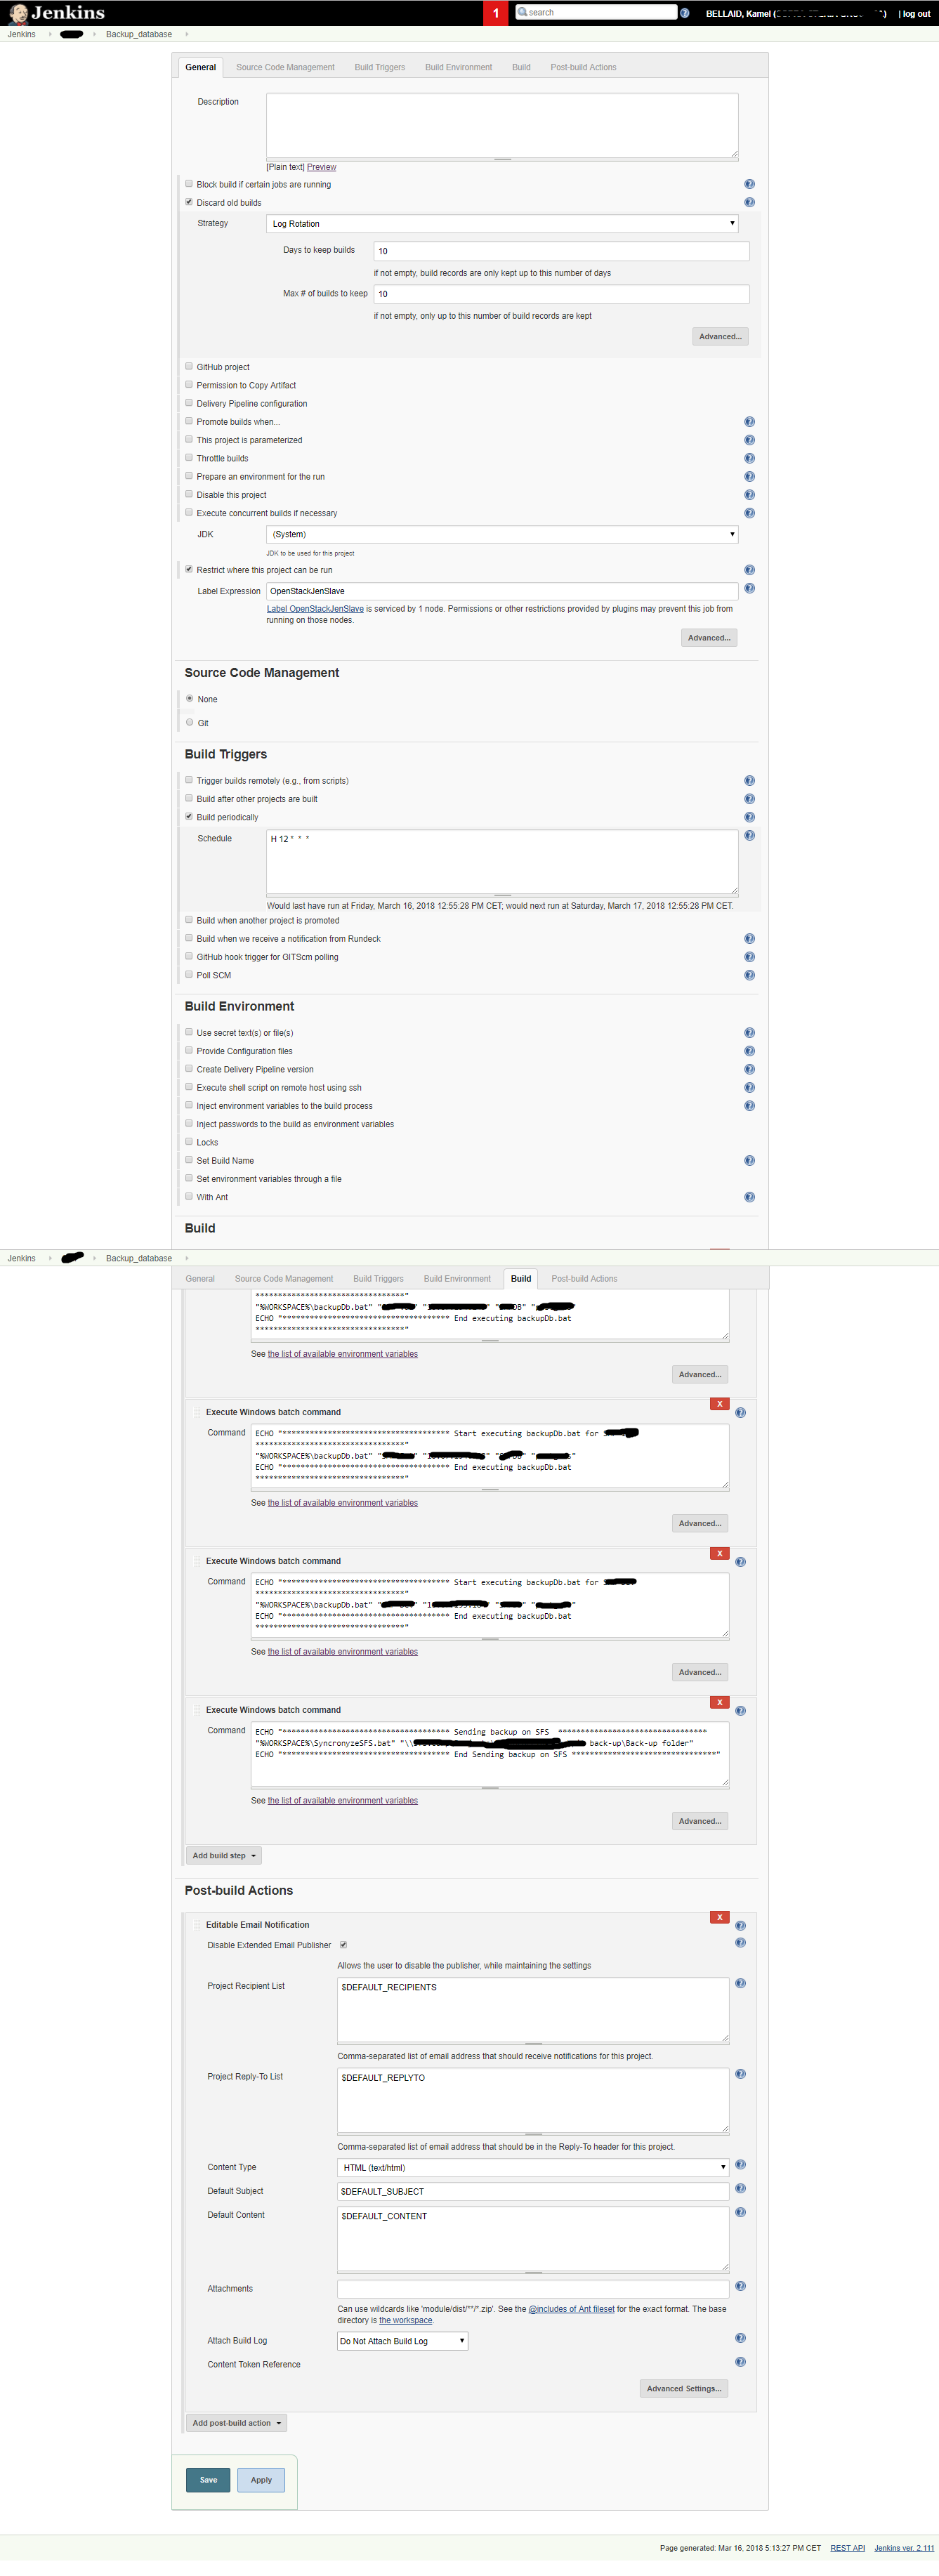 Jenkins
1
search
BELLAID, Kamel (
| log out
Jenkins
Backup_database
General Source Code Management Build Triggers Build Environment Build Post-build Actions
Description
[Plain text] Preview
Block build if certain jobs are running
Discard old builds
Strategy Log Rotation
Days to keep builds 10
if not empty, build records are only kept up to this number of days
Max # of builds to keep 10
if not empty, only up to this number of build records are kept
Advanced...
GitHub project
Permission to Copy Artifact
Delivery Pipeline configuration
Promote builds when...
This project is parameterized
Throttle builds
Prepare an environment for the run
Disable this project
Execute concurrent builds if necessary
JDK (System)
JDK to be used for this project
Restrict where this project can be run
Label Expression OpenStackJenSlave
Label OpenStackJenSlave is serviced by 1 node. Permissions or other restrictions provided by plugins may prevent this job from
running on those nodes.
Advanced...
Source Code Management
None
Git
Build Triggers
Trigger builds remotely (e.g., from scripts)
Build after other projects are built
Build periodically
Schedule H 12 * * *
Would last have run at Friday, March 16, 2018 12:55:28 PM CET; would next run at Saturday, March 17, 2018 12:55:28 PM CET.
Build when another project is promoted
Build when we receive a notification from Rundeck
GitHub hook trigger for GITScm polling
Poll SCM
Build Environment
Use secret text(s) or file(s)
Provide Configuration files
Create Delivery Pipeline version
Execute shell script on remote host using ssh
Inject environment variables to the build process
Inject passwords to the build as environment variables
Locks
Set Build Name
Set environment variables through a file
With Ant
Build
Jenkins
Backup_database
General Source Code Management Build Triggers Build Environment Build Post-build Actions
*********************************"
"%WORKSPACE%\backupDb.bat"
ECHO "************************************* End executing backupDb.bat
*********************************"
See the list of available environment variables
Advanced...
Execute Windows batch command
X
Command ECHO "************************************* Start executing backupDb.bat for
*********************************"
"%WORKSPACE%\backupDb.bat"
ECHO "************************************* End executing backupDb.bat
*********************************"
See the list of available environment variables
Advanced...
Execute Windows batch command
X
Command ECHO "************************************* Start executing backupDb.bat for
*********************************"
"%WORKSPACE%\backupDb.bat"
ECHO "************************************* End executing backupDb.bat
*********************************"
See the list of available environment variables
Advanced...
Execute Windows batch command
X
Command ECHO "************************************* Sending backup on SFS *********************************
"%WORKSPACE%\SyncronyzeSFS.bat" "\\ back-up\Back-up folder"
ECHO "************************************* End Sending backup on SFS ********************************"
See the list of available environment variables
Advanced...
Add build step
Post-build Actions
X
Editable Email Notification
Disable Extended Email Publisher
Allows the user to disable the publisher, while maintaining the settings
Project Recipient List $DEFAULT_RECIPIENTS
Comma-separated list of email address that should receive notifications for this project.
Project Reply-To List $DEFAULT_REPLYTO
Comma-separated list of email address that should be in the Reply-To header for this project.
Content Type HTML (text/html)
Default Subject $DEFAULT_SUBJECT
Default Content $DEFAULT_CONTENT
Attachments
Can use wildcards like 'module/dist/**/*.zip'. See the @includes of Ant fileset for the exact format. The base
directory is the workspace.
Attach Build Log Do Not Attach Build Log
Content Token Reference
Advanced Settings...
Add post-build action
Save Apply
Page generated: Mar 16, 2018 5:13:27 PM CET REST API Jenkins ver. 2.111